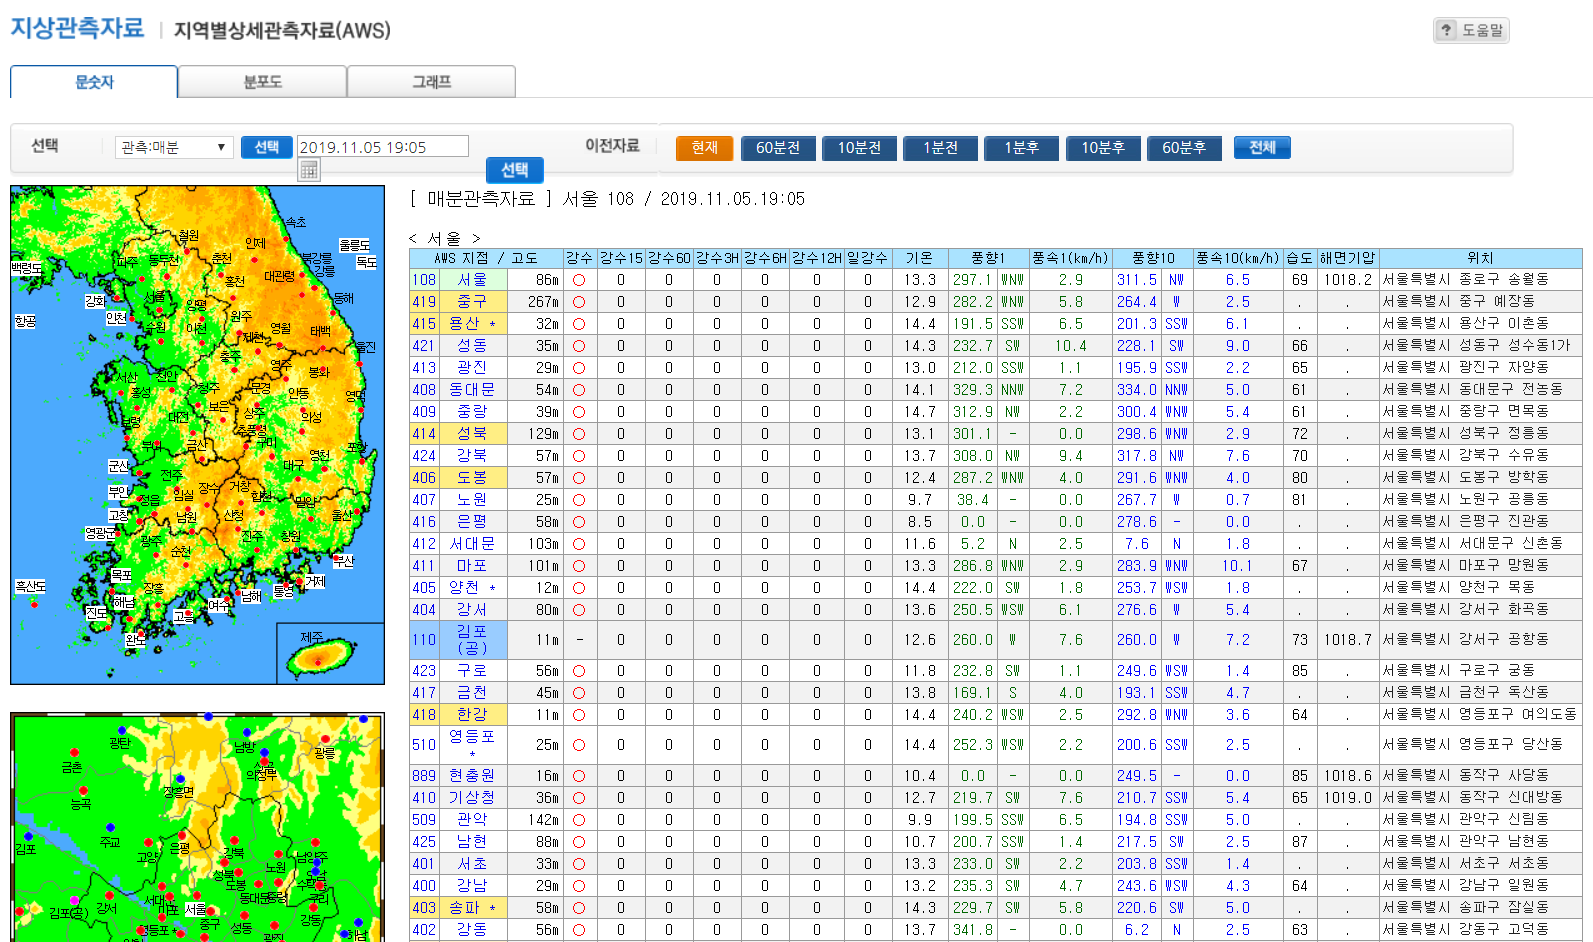 지상관측자료 | 지역별상세관측자료(AWS)
? 도움말
문숫자 분포도 그래프
선택 관측:매분 ▼ 선택 2019.11.05 19:05 선택 이전자료 현재 60분전 10분전 1분전 1분후 10분후 60분후 전체
[ 매분관측자료 ] 서울 108 / 2019.11.05.19:05
< 서울 >
AWS 지점 / 고도 강수 강수15 강수60 강수3H 강수6H 강수12H 일강수 기온 풍향1 풍속1(km/h) 풍향10 풍속10(km/h) 습도 해면기압 위치
108 서울 86m ○ 0 0 0 0 0 0 13.3 297.1 WNW 2.9 311.5 NW 6.5 69 1018.2 서울특별시 종로구 송월동
419 중구 267m ○ 0 0 0 0 0 0 12.9 282.2 WNW 5.8 264.4 W 2.5 . . 서울특별시 중구 예장동
415 용산 * 32m ○ 0 0 0 0 0 0 14.4 191.5 SSW 6.5 201.3 SSW 6.1 . . 서울특별시 용산구 이촌동
421 성동 35m ○ 0 0 0 0 0 0 14.3 232.7 SW 10.4 228.1 SW 9.0 66 . 서울특별시 성동구 성수동1가
413 광진 29m ○ 0 0 0 0 0 0 13.0 212.0 SSW 1.1 195.9 SSW 2.2 65 . 서울특별시 광진구 자양동
408 동대문 54m ○ 0 0 0 0 0 0 14.1 329.3 NNW 7.2 334.0 NNW 5.0 61 . 서울특별시 동대문구 전농동
409 중랑 39m ○ 0 0 0 0 0 0 14.7 312.9 NW 2.2 300.4 WNW 5.4 61 . 서울특별시 중랑구 면목동
414 성북 129m ○ 0 0 0 0 0 0 13.1 301.1 - 0.0 298.6 WNW 2.9 72 . 서울특별시 성북구 정릉동
424 강북 57m ○ 0 0 0 0 0 0 13.7 308.0 NW 9.4 317.8 NW 7.6 70 . 서울특별시 강북구 수유동
406 도봉 57m ○ 0 0 0 0 0 0 12.4 287.2 WNW 4.0 291.6 WNW 4.0 80 . 서울특별시 도봉구 방학동
407 노원 25m ○ 0 0 0 0 0 0 9.7 38.4 - 0.0 267.7 W 0.7 81 . 서울특별시 노원구 공릉동
416 은평 58m ○ 0 0 0 0 0 0 8.5 0.0 - 0.0 278.6 - 0.0 . . 서울특별시 은평구 진관동
412 서대문 103m ○ 0 0 0 0 0 0 11.6 5.2 N 2.5 7.6 N 1.8 . . 서울특별시 서대문구 신촌동
411 마포 101m ○ 0 0 0 0 0 0 13.3 286.8 WNW 2.9 283.9 WNW 10.1 67 . 서울특별시 마포구 망원동
405 양천 * 12m ○ 0 0 0 0 0 0 14.4 222.0 SW 1.8 253.7 WSW 1.8 . . 서울특별시 양천구 목동
404 강서 80m ○ 0 0 0 0 0 0 13.6 250.5 WSW 6.1 276.6 W 5.4 . . 서울특별시 강서구 화곡동
110 김포(공) 11m - 0 0 0 0 0 0 12.6 260.0 W 7.6 260.0 W 7.2 73 1018.7 서울특별시 강서구 공항동
423 구로 56m ○ 0 0 0 0 0 0 11.8 232.8 SW 1.1 249.6 WSW 1.4 85 . 서울특별시 구로구 궁동
417 금천 45m ○ 0 0 0 0 0 0 13.8 169.1 S 4.0 193.1 SSW 4.7 . . 서울특별시 금천구 독산동
418 한강 11m ○ 0 0 0 0 0 0 14.4 240.2 WSW 2.5 292.8 WNW 3.6 64 . 서울특별시 영등포구 여의도동
510 영등포 * 25m ○ 0 0 0 0 0 0 14.4 252.3 WSW 2.2 200.6 SSW 2.5 . . 서울특별시 영등포구 당산동
889 현충원 16m ○ 0 0 0 0 0 0 10.4 0.0 - 0.0 249.5 - 0.0 85 1018.6 서울특별시 동작구 사당동
410 기상청 36m ○ 0 0 0 0 0 0 12.7 219.7 SW 7.6 210.7 SSW 5.4 65 1019.0 서울특별시 동작구 신대방동
509 관악 142m ○ 0 0 0 0 0 0 9.9 199.5 SSW 6.5 194.8 SSW 5.0 . . 서울특별시 관악구 신림동
425 남현 88m ○ 0 0 0 0 0 0 10.7 200.7 SSW 1.4 217.5 SW 2.5 87 . 서울특별시 관악구 남현동
401 서초 33m ○ 0 0 0 0 0 0 13.3 233.0 SW 2.2 203.8 SSW 1.4 . . 서울특별시 서초구 서초동
400 강남 29m ○ 0 0 0 0 0 0 13.2 235.3 SW 4.7 243.6 WSW 4.3 64 . 서울특별시 강남구 일원동
403 송파 * 58m ○ 0 0 0 0 0 0 14.3 229.7 SW 5.8 220.6 SW 5.0 . . 서울특별시 송파구 잠실동
402 강동 56m ○ 0 0 0 0 0 0 13.7 341.8 - 0.0 6.2 N 2.5 63 . 서울특별시 강동구 고덕동
속초
철원 인제 울릉도
독도
백령도 파주 동두천 춘천 북강릉
홍천 대관령 강릉
강화 서울 양평 동해
항공 인천 수원 이천 원주 영월 태백
제천 울진
충주 영주
서산 천안 청주 문경 봉화
홍성 안동 영덕
보령 대전 보은 상주 의성
부여 금산 추풍령 구미 포항
군산 전주 대구 영천
부안 정읍 임실 장수 거창 합천 밀양
고창 남원 산청 울산
영광군 광주 순천 진주 창원
부산
흑산도 목포 장흥 거제
해남 여수 남해 통영
진도 고흥
완도
제주
광탄 남방 광릉
금촌 의정부
능곡 장흥면
김포 주교 고양 은평 강북 노원 남양주
성북 도봉
김포(공) 강서 서대문 마포 서울 동대문 중랑 구리
중구 성동 강동
영등포 * 광진 하남